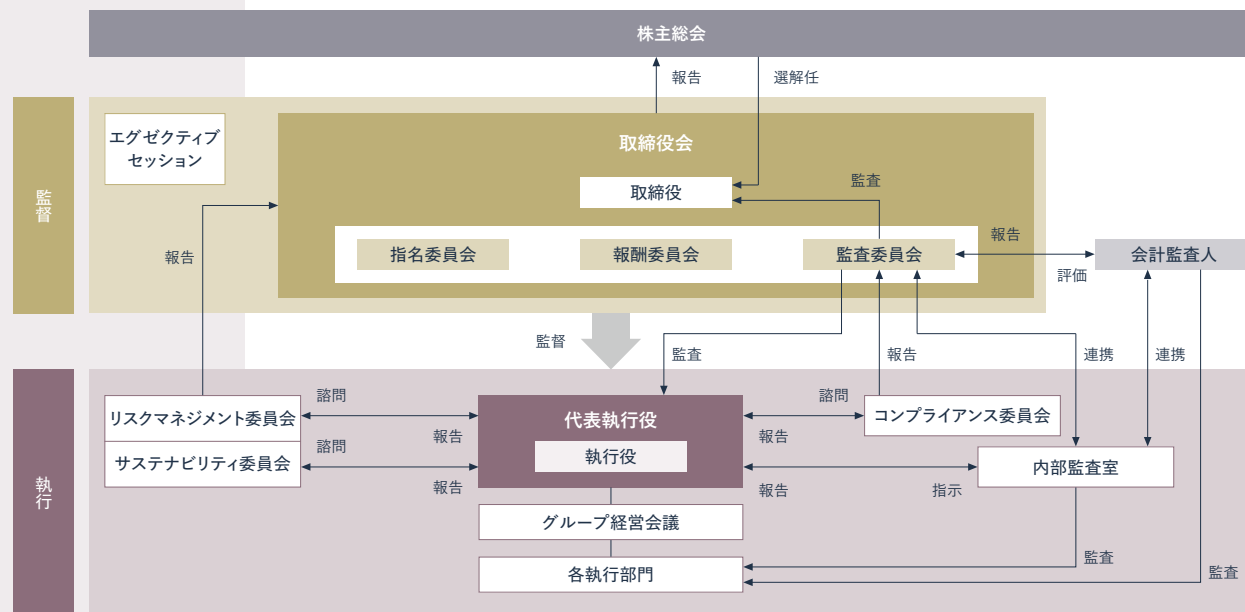 株主総会
報告
選解任
監督
エグゼクティブ
セッション
取締役会
取締役
監査
指名委員会
報酬委員会
監査委員会
報告
評価
会計監査人
報告
監督
監査
報告
連携
連携
執行
リスクマネジメント委員会
サステナビリティ委員会
諮問
報告
諮問
報告
代表執行役
執行役
諮問
報告
コンプライアンス委員会
報告
指示
内部監査室
グループ経営会議
各執行部門
監査
監査